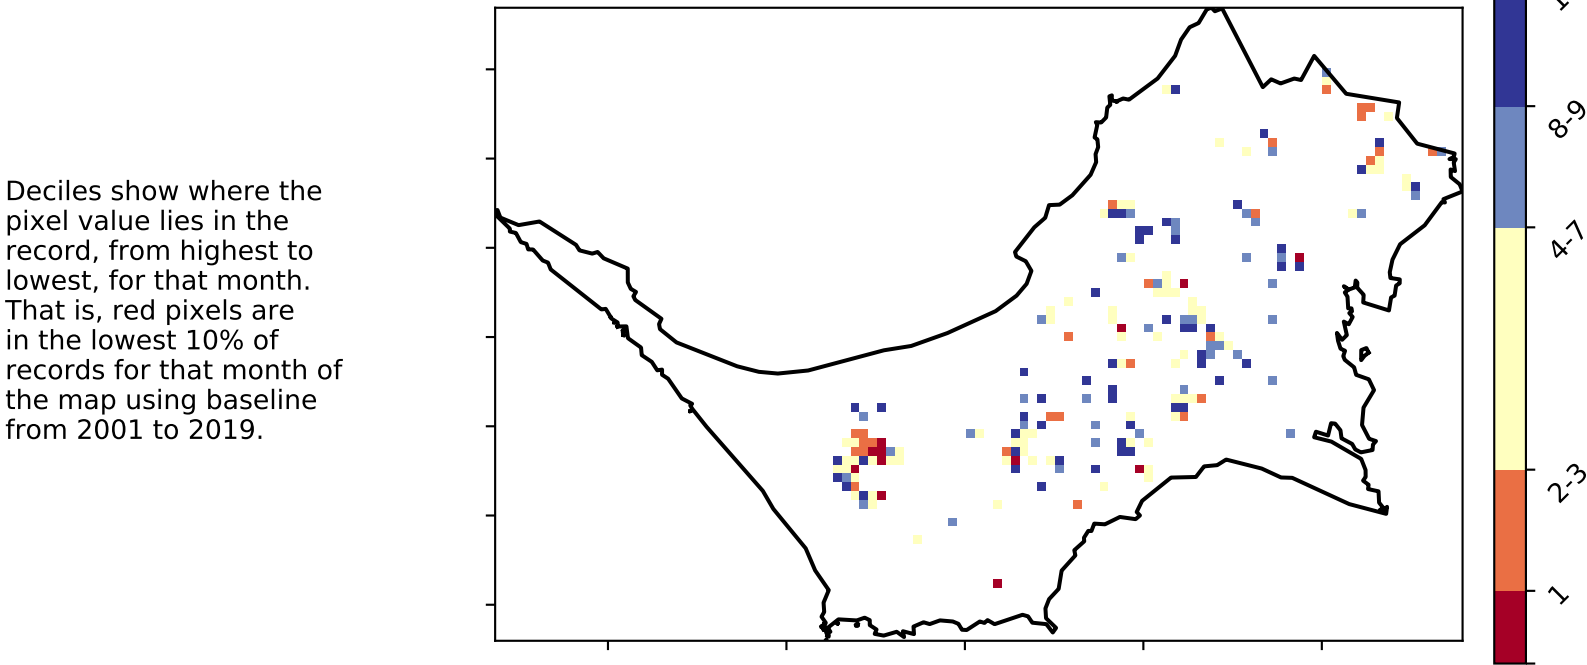 Deciles show where the
pixel value lies in the
record, from highest to
lowest, for that month.
That is, red pixels are
in the lowest 10% of
records for that month of
the map using baseline
from 2001 to 2019.
8-9
4-7
2-3
1